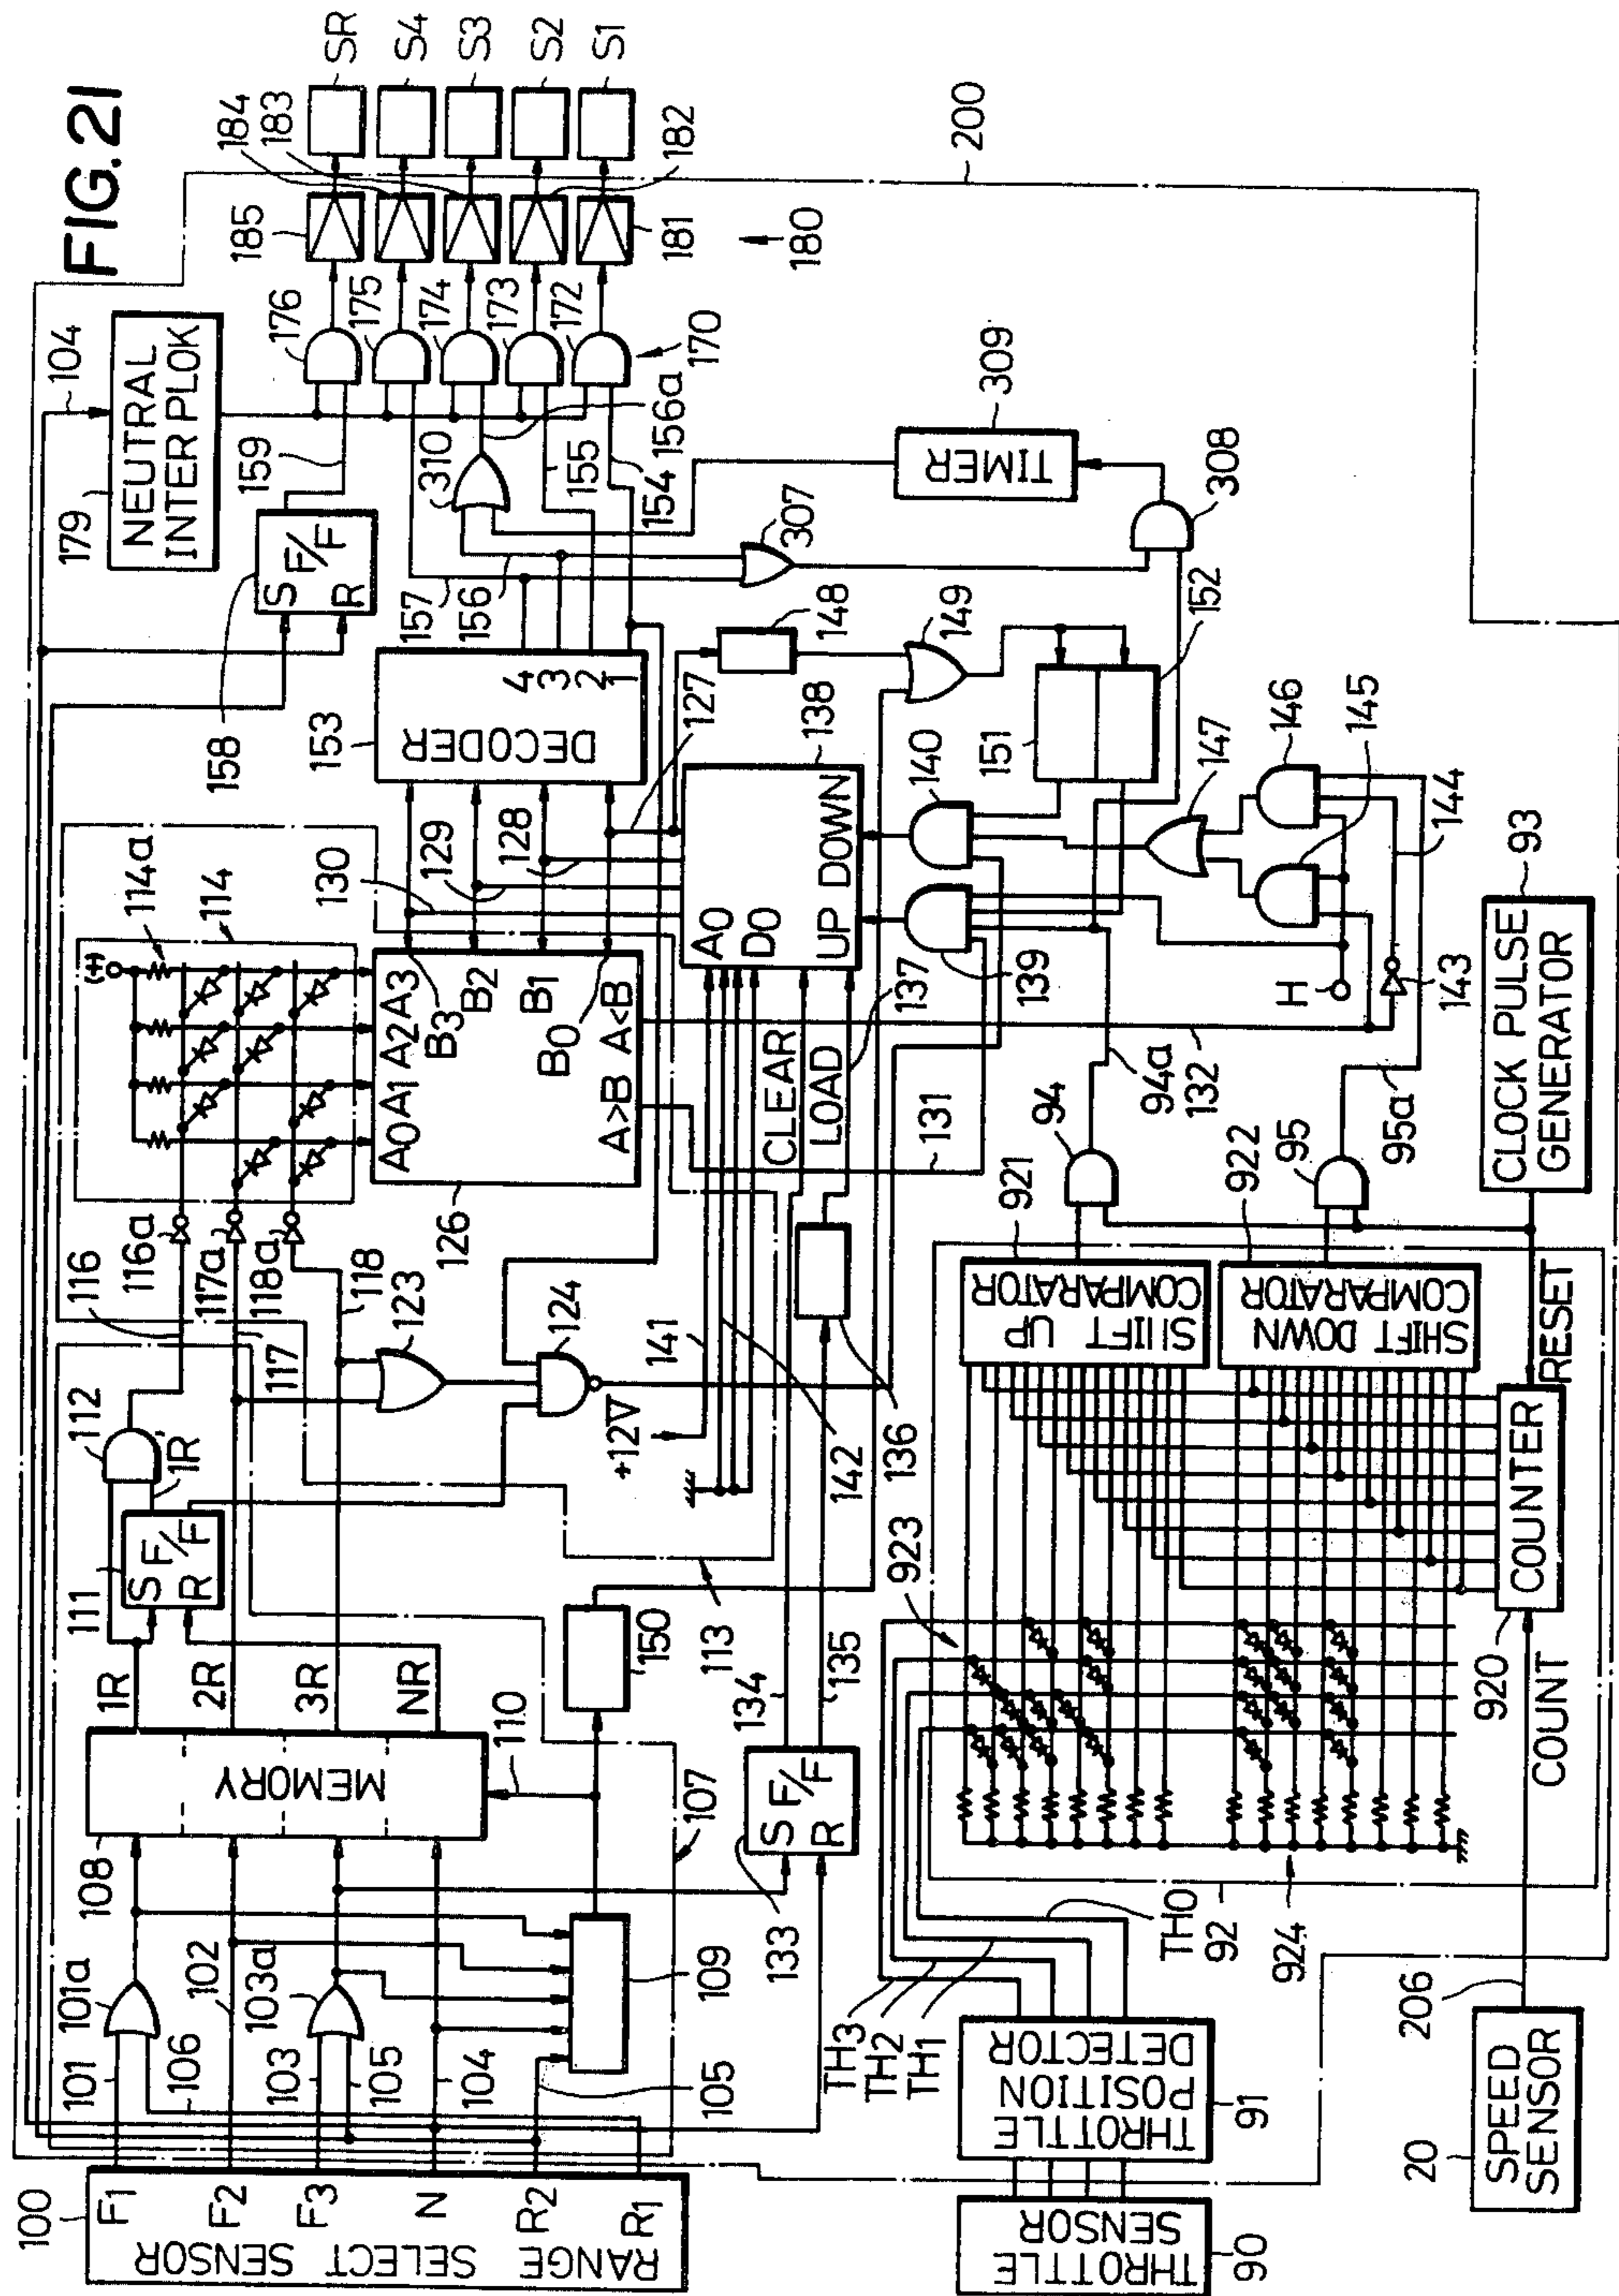 FIG.21
SR
S4
S3
S2
S1
184
183
182
185
181
180
200
104
NEUTRAL
INTER PLOK
179
176
175
174
173
172
170
159
158
S F/F
R
310
156a
155
154
157
156
307
309
TIMER
308
153
DECODER
4
3
2
1
127
148
149
152
151
138
114a
114
130
129
128
(+)
A0 A1 A2 A3
B3
B2
B1
B0
A>B A<B
126
A0
D0
UP DOWN
CLEAR
LOAD
140
139
137
147
146
145
144
143
H
93
CLOCK PULSE
GENERATOR
116
116a
117a
118a
117
118
123
124
141
+12V
142
136
131
132
94
94a
95
95a
921
922
SHIFT UP
COMPARATOR
SHIFT DOWN
COMPARATOR
RESET
112
1R
111
S F/F
R
1R
2R
3R
NR
108
MEMORY
110
150
113
107
109
134
135
133
S F/F
R
923
924
92
COUNTER
920
COUNT
100
RANGE SELECT SENSOR
F1
F2
F3
N
R2
R1
101
101a
106
102
103a
103
105
104
105
TH3
TH2
TH1
TH0
THROTTLE
POSITION
DETECTOR
91
THROTTLE
SENSOR
90
206
20
SPEED
SENSOR